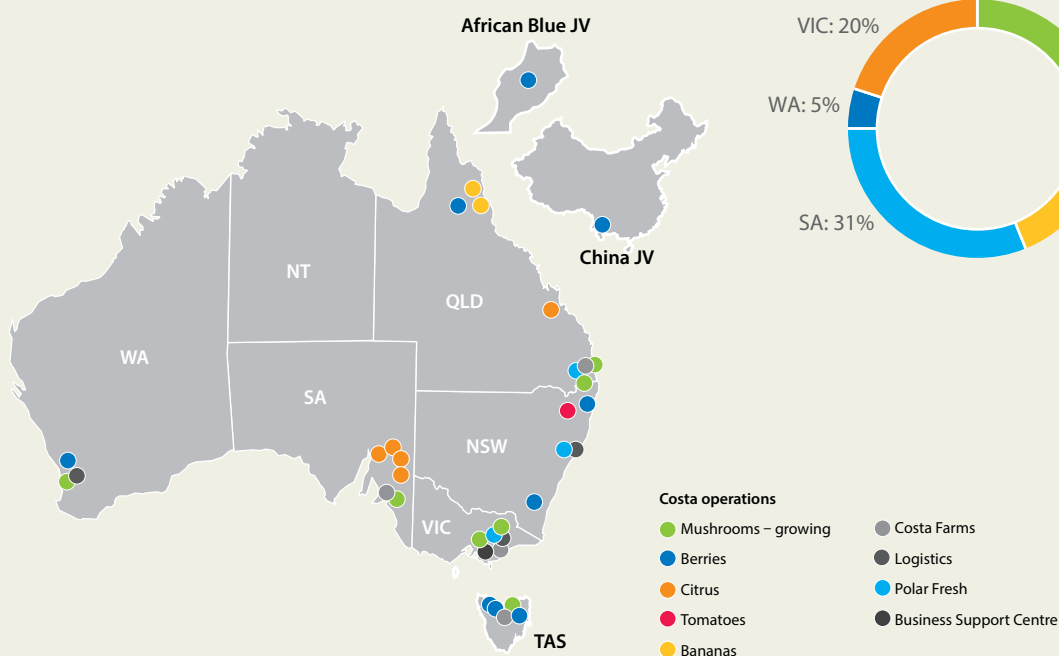 African Blue JV
VIC: 20%
WA: 5%
SA: 31%
China JV
NT
QLD
WA
SA
NSW
VIC
TAS
Costa operations
Mushrooms – growing
Berries
Citrus
Tomatoes
Bananas
Costa Farms
Logistics
Polar Fresh
Business Support Centre